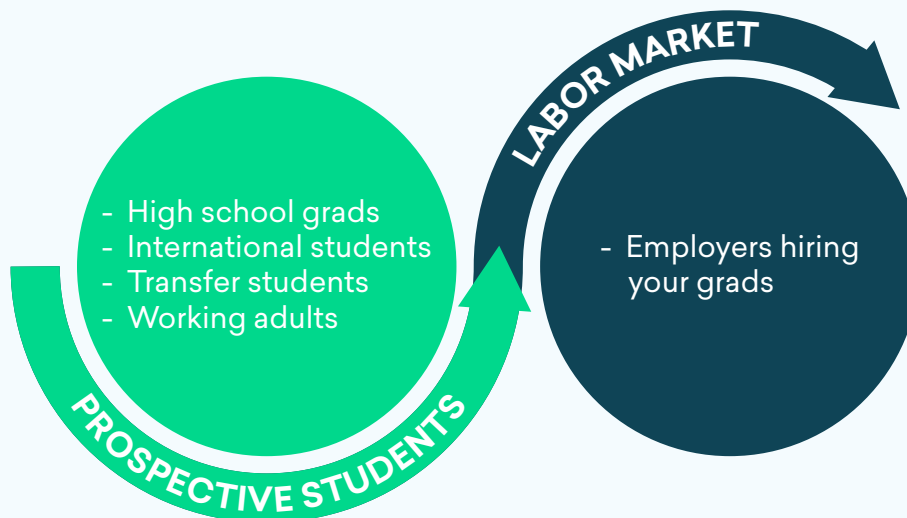 LABOR MARKET
- High school grads
- International students
- Transfer students
- Working adults
- Employers hiring
your grads
PROSPECTIVE STUDENTS